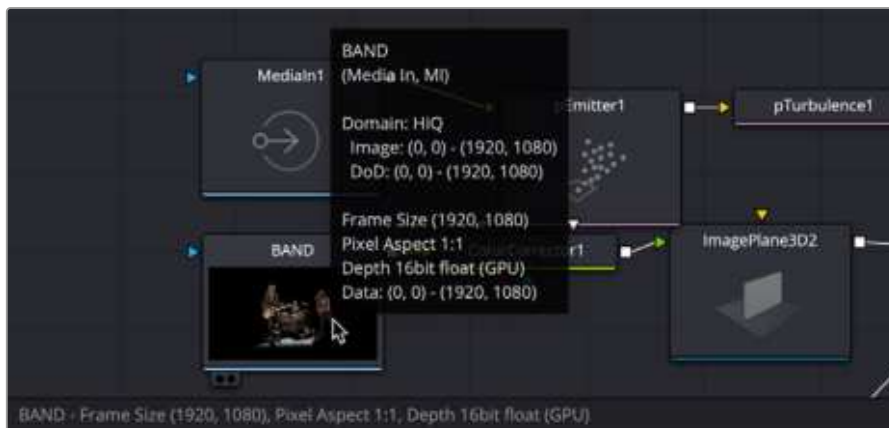 MediaIn1
BAND
(Media In, MI)
Domain: HiQ
Image: (0, 0) - (1920, 1080)
DoD: (0, 0) - (1920, 1080)
Frame Size (1920, 1080)
Pixel Aspect 1:1
Depth 16bit float (GPU)
Data: (0, 0) - (1920, 1080)
pEmitter1
pTurbulence1
BAND
ColorCorrector1
ImagePlane3D2
BAND - Frame Size (1920, 1080), Pixel Aspect 1:1, Depth 16bit float (GPU)